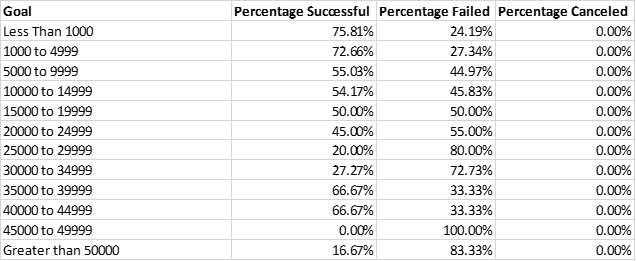 Goal Percentage Successful Percentage Failed Percentage Canceled
Less Than 1000 75.81% 24.19% 0.00%
1000 to 4999 72.66% 27.34% 0.00%
5000 to 9999 55.03% 44.97% 0.00%
10000 to 14999 54.17% 45.83% 0.00%
15000 to 19999 50.00% 50.00% 0.00%
20000 to 24999 45.00% 55.00% 0.00%
25000 to 29999 20.00% 80.00% 0.00%
30000 to 34999 27.27% 72.73% 0.00%
35000 to 39999 66.67% 33.33% 0.00%
40000 to 44999 66.67% 33.33% 0.00%
45000 to 49999 0.00% 100.00% 0.00%
Greater than 50000 16.67% 83.33% 0.00%